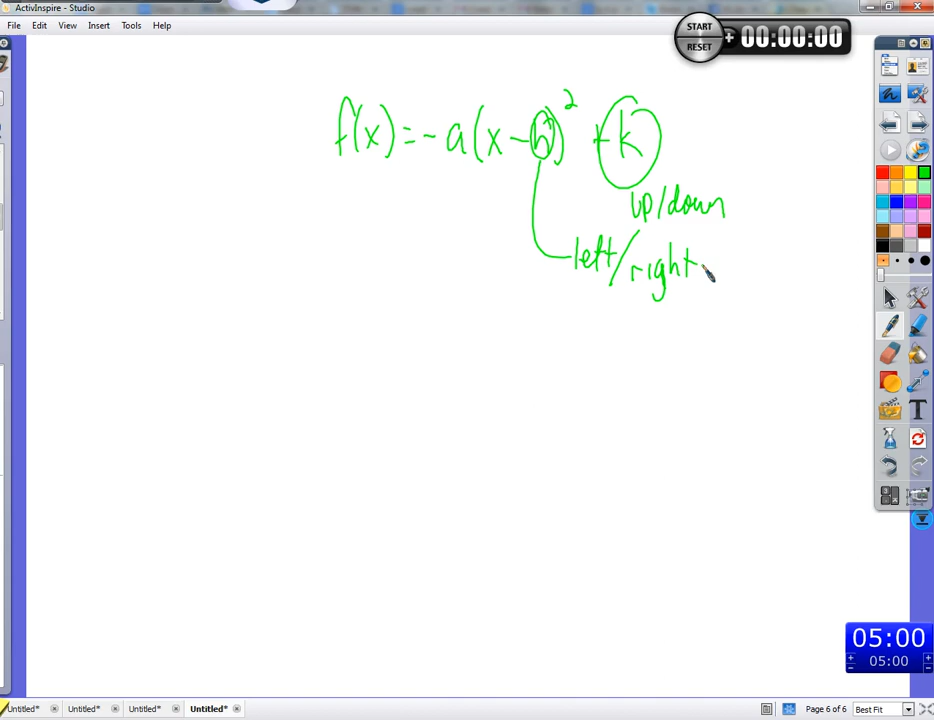 ActivInspire - Studio
File Edit View Insert Tools Help
START
RESET
00:00:00
f(x) = - a(x - h)² + k
up/down
left/right
T
05:00
05:00
Untitled* Untitled* Untitled* Untitled*
Page 6 of 6
Best Fit